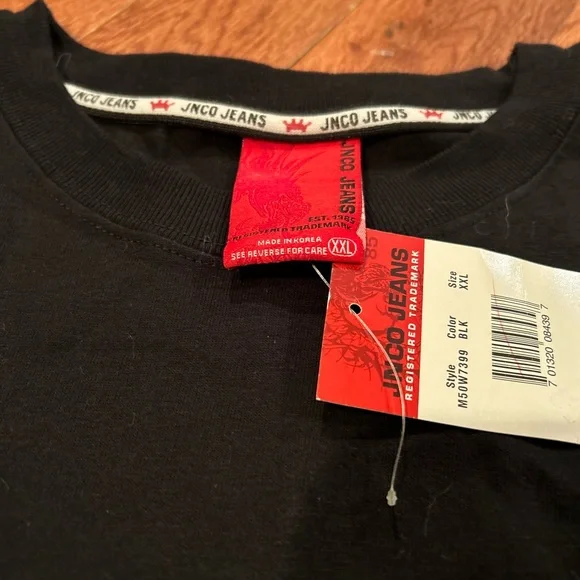 JNCO JEANS JNCO JEANS JNCO JEANS
JNCO JEANS
EST. 1985
REGISTERED TRADEMARK
MADE IN KOREA
SEE REVERSE FOR CARE XXL
85
JNCO JEANS
REGISTERED TRADEMARK
Style Color Size
M50W7399 BLK XXL
7 01320 08439 7